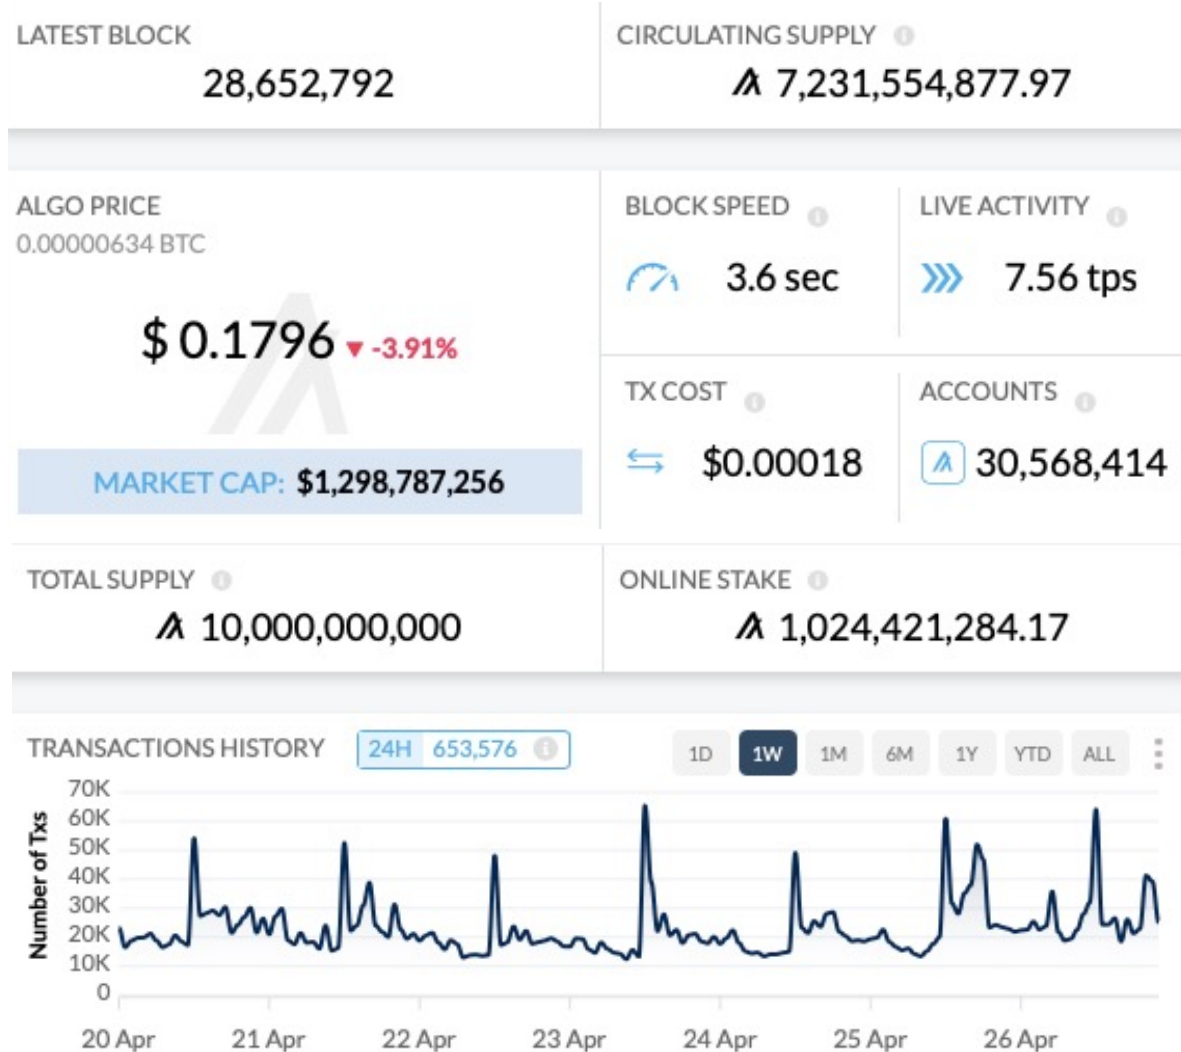 LATEST BLOCK
28,652,792
CIRCULATING SUPPLY
7,231,554,877.97
ALGO PRICE
0.00000634 BTC
$ 0.1796 ▼ -3.91%
MARKET CAP: $1,298,787,256
BLOCK SPEED
3.6 sec
LIVE ACTIVITY
7.56 tps
TX COST
$0.00018
ACCOUNTS
30,568,414
TOTAL SUPPLY
10,000,000,000
ONLINE STAKE
1,024,421,284.17
TRANSACTIONS HISTORY 24H 653,576
1D 1W 1M 6M 1Y YTD ALL
Number of Txs
70K
60K
50K
40K
30K
20K
10K
0
20 Apr 21 Apr 22 Apr 23 Apr 24 Apr 25 Apr 26 Apr